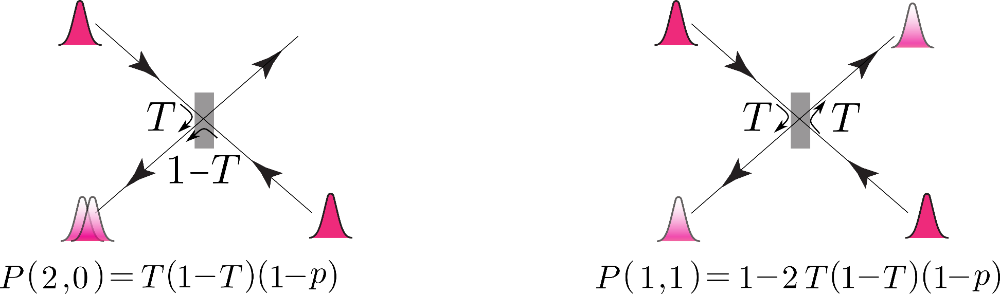 T
1−T
P(2,0)=T(1−T)(1−p)
T T
P(1,1)=1−2T(1−T)(1−p)